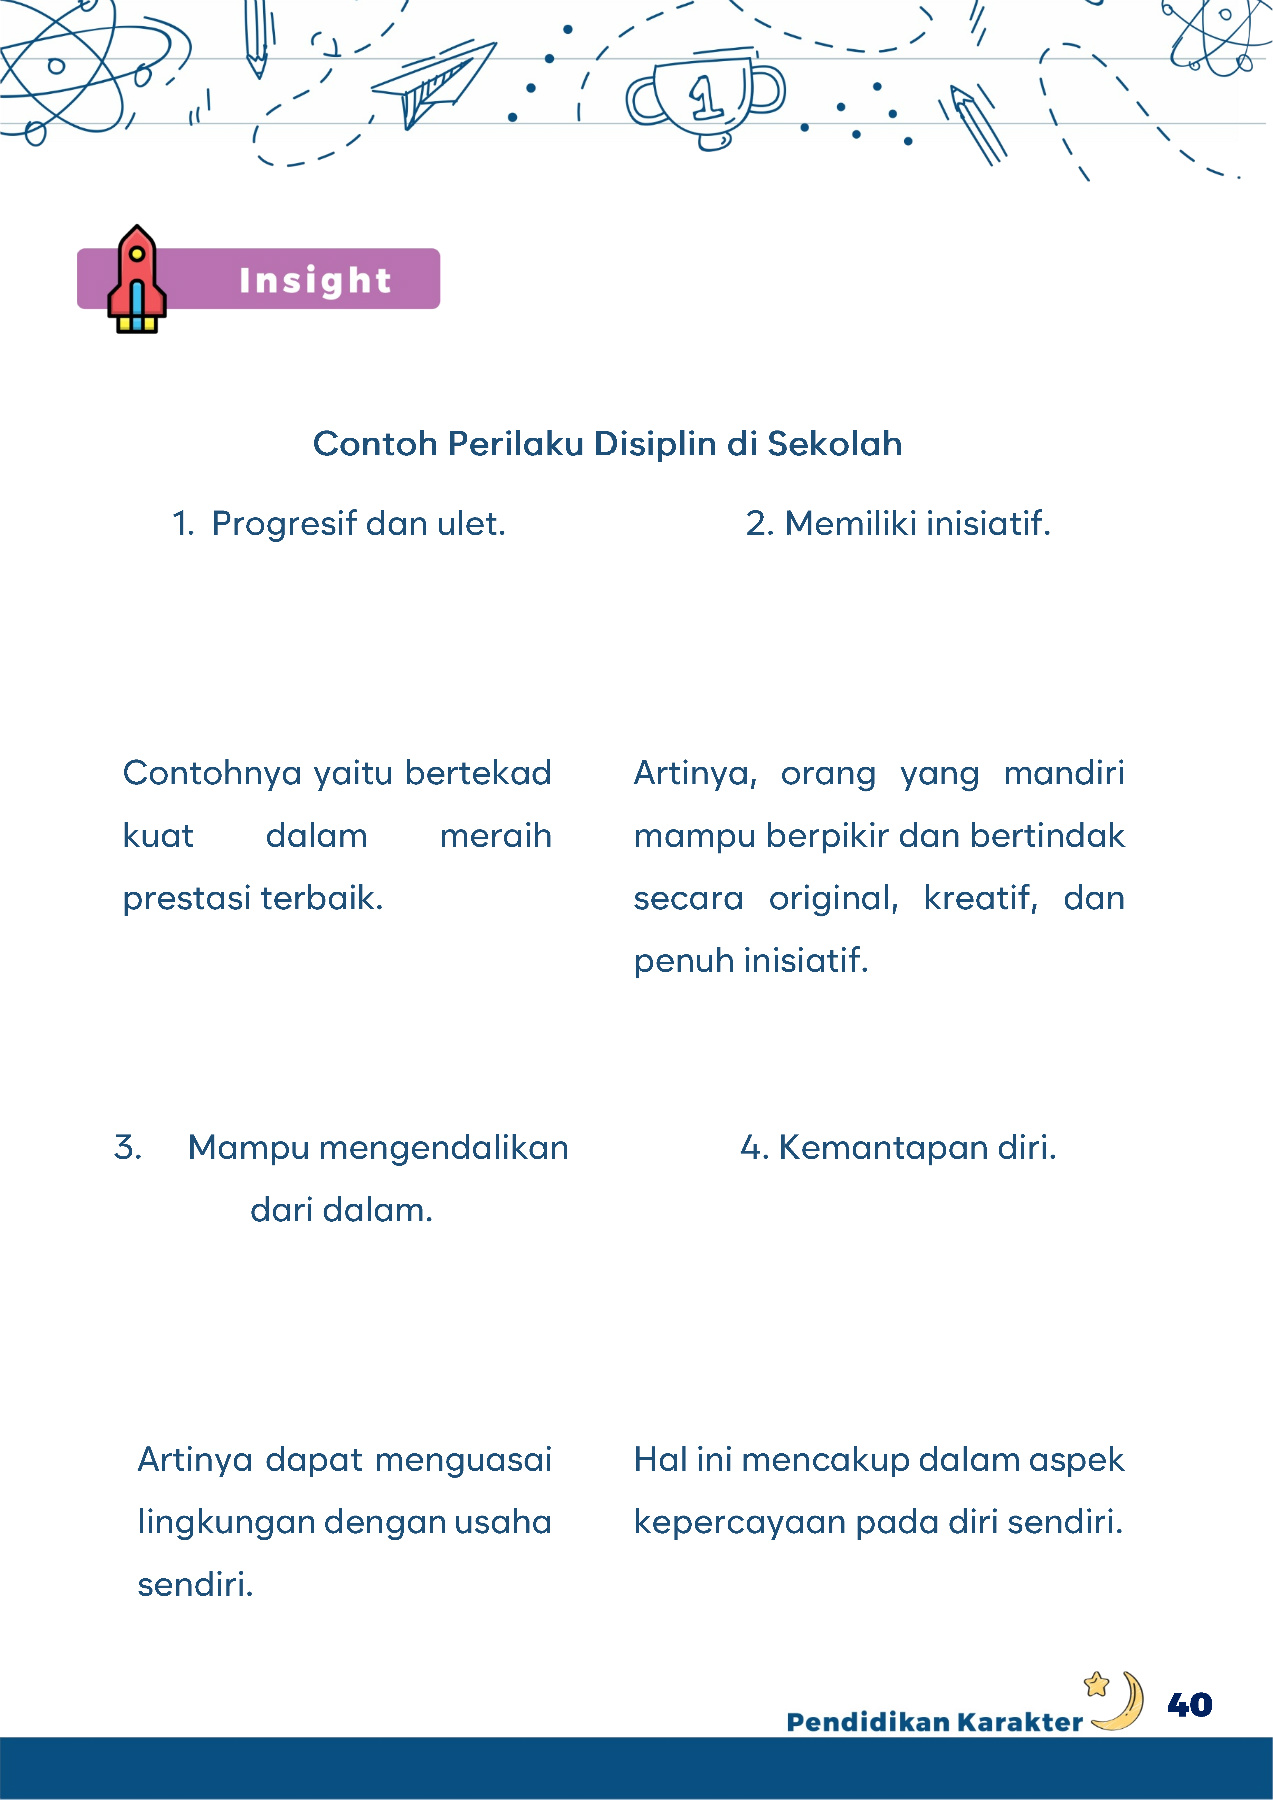 1
Insight
Contoh Perilaku Disiplin di Sekolah
1. Progresif dan ulet.
2. Memiliki inisiatif.
Contohnya yaitu bertekad
kuat dalam meraih
prestasi terbaik.
Artinya, orang yang mandiri
mampu berpikir dan bertindak
secara original, kreatif, dan
penuh inisiatif.
3. Mampu mengendalikan
dari dalam.
4. Kemantapan diri.
Artinya dapat menguasai
lingkungan dengan usaha
sendiri.
Hal ini mencakup dalam aspek
kepercayaan pada diri sendiri.
Pendidikan Karakter
40